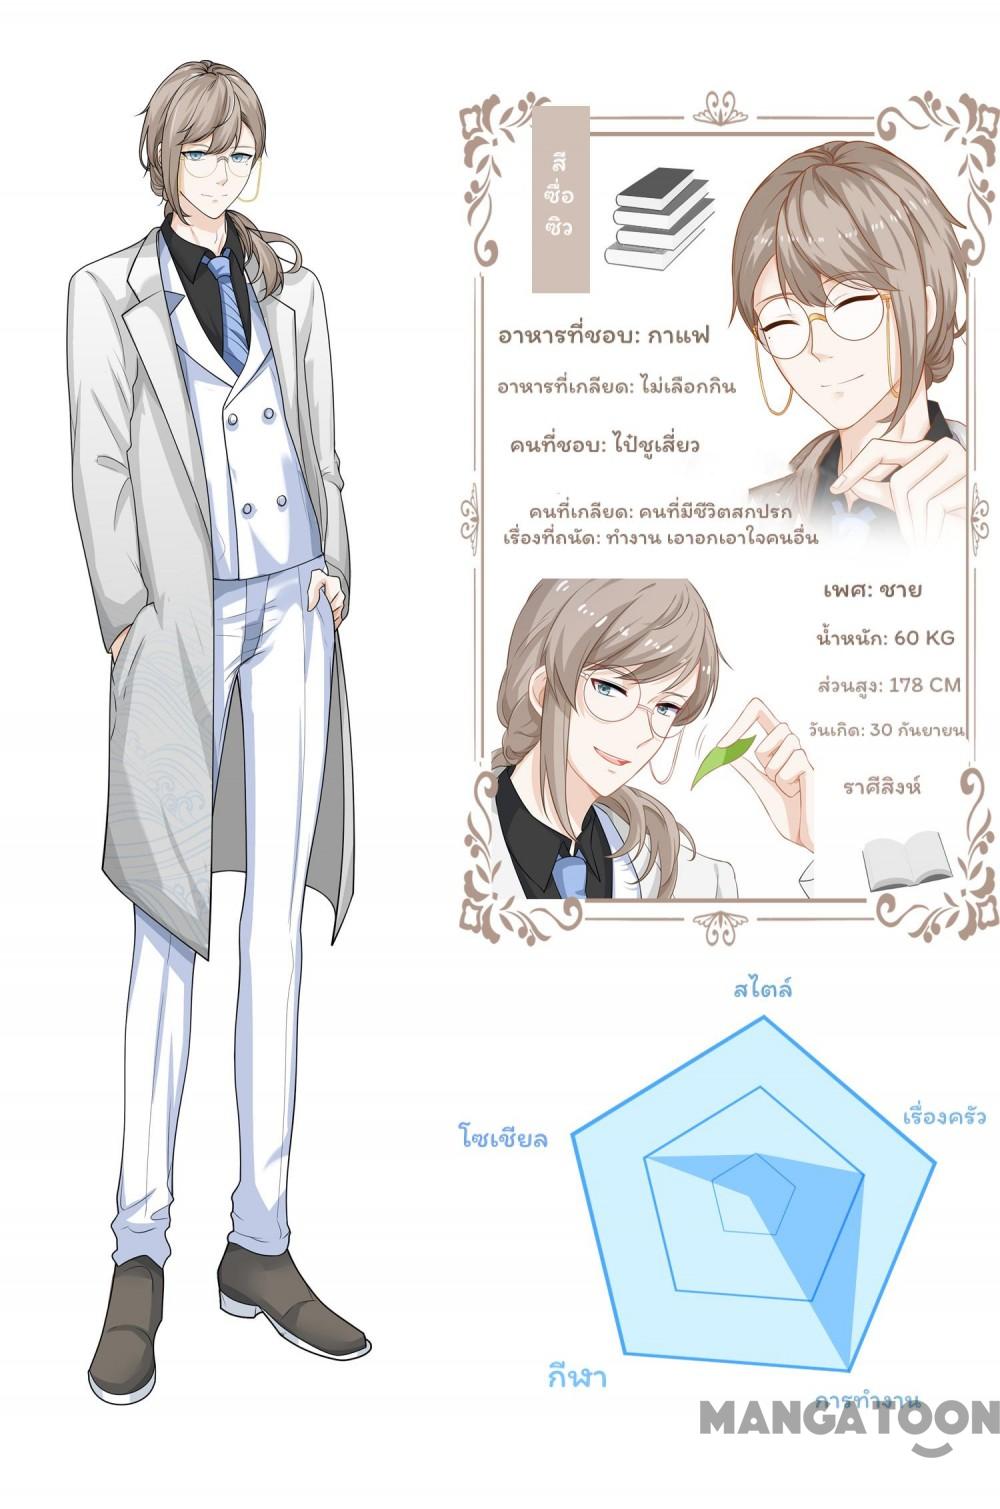 สี
ซื่อ
ซิว
อาหารที่ชอบ: กาแฟ
อาหารที่เกลียด: ไม่เลือกกิน
คนที่ชอบ: ไป๋ชูเสี่ยว
คนที่เกลียด: คนที่มีชีวิตสกปรก
เรื่องที่ถนัด: ทำงาน เอาอกเอาใจคนอื่น
เพศ: ชาย
น้ำหนัก: 60 KG
ส่วนสูง: 178 CM
วันเกิด: 30 กันยายน
ราศีสิงห์
สไตล์
เรื่องครัว
โซเชียล
กีฬา
การทำงาน
MANGATOON